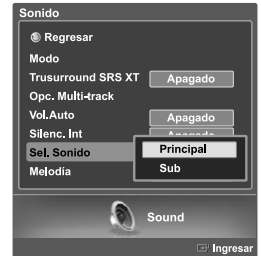 Sonido
Regresar
Modo
Trusurround SRS XT Apagado
Opc. Multi-track
Vol.Auto Apagado
Silenc. Int Apagado
Sel. Sonido Principal
Sub
Melodía
Sound
Ingresar